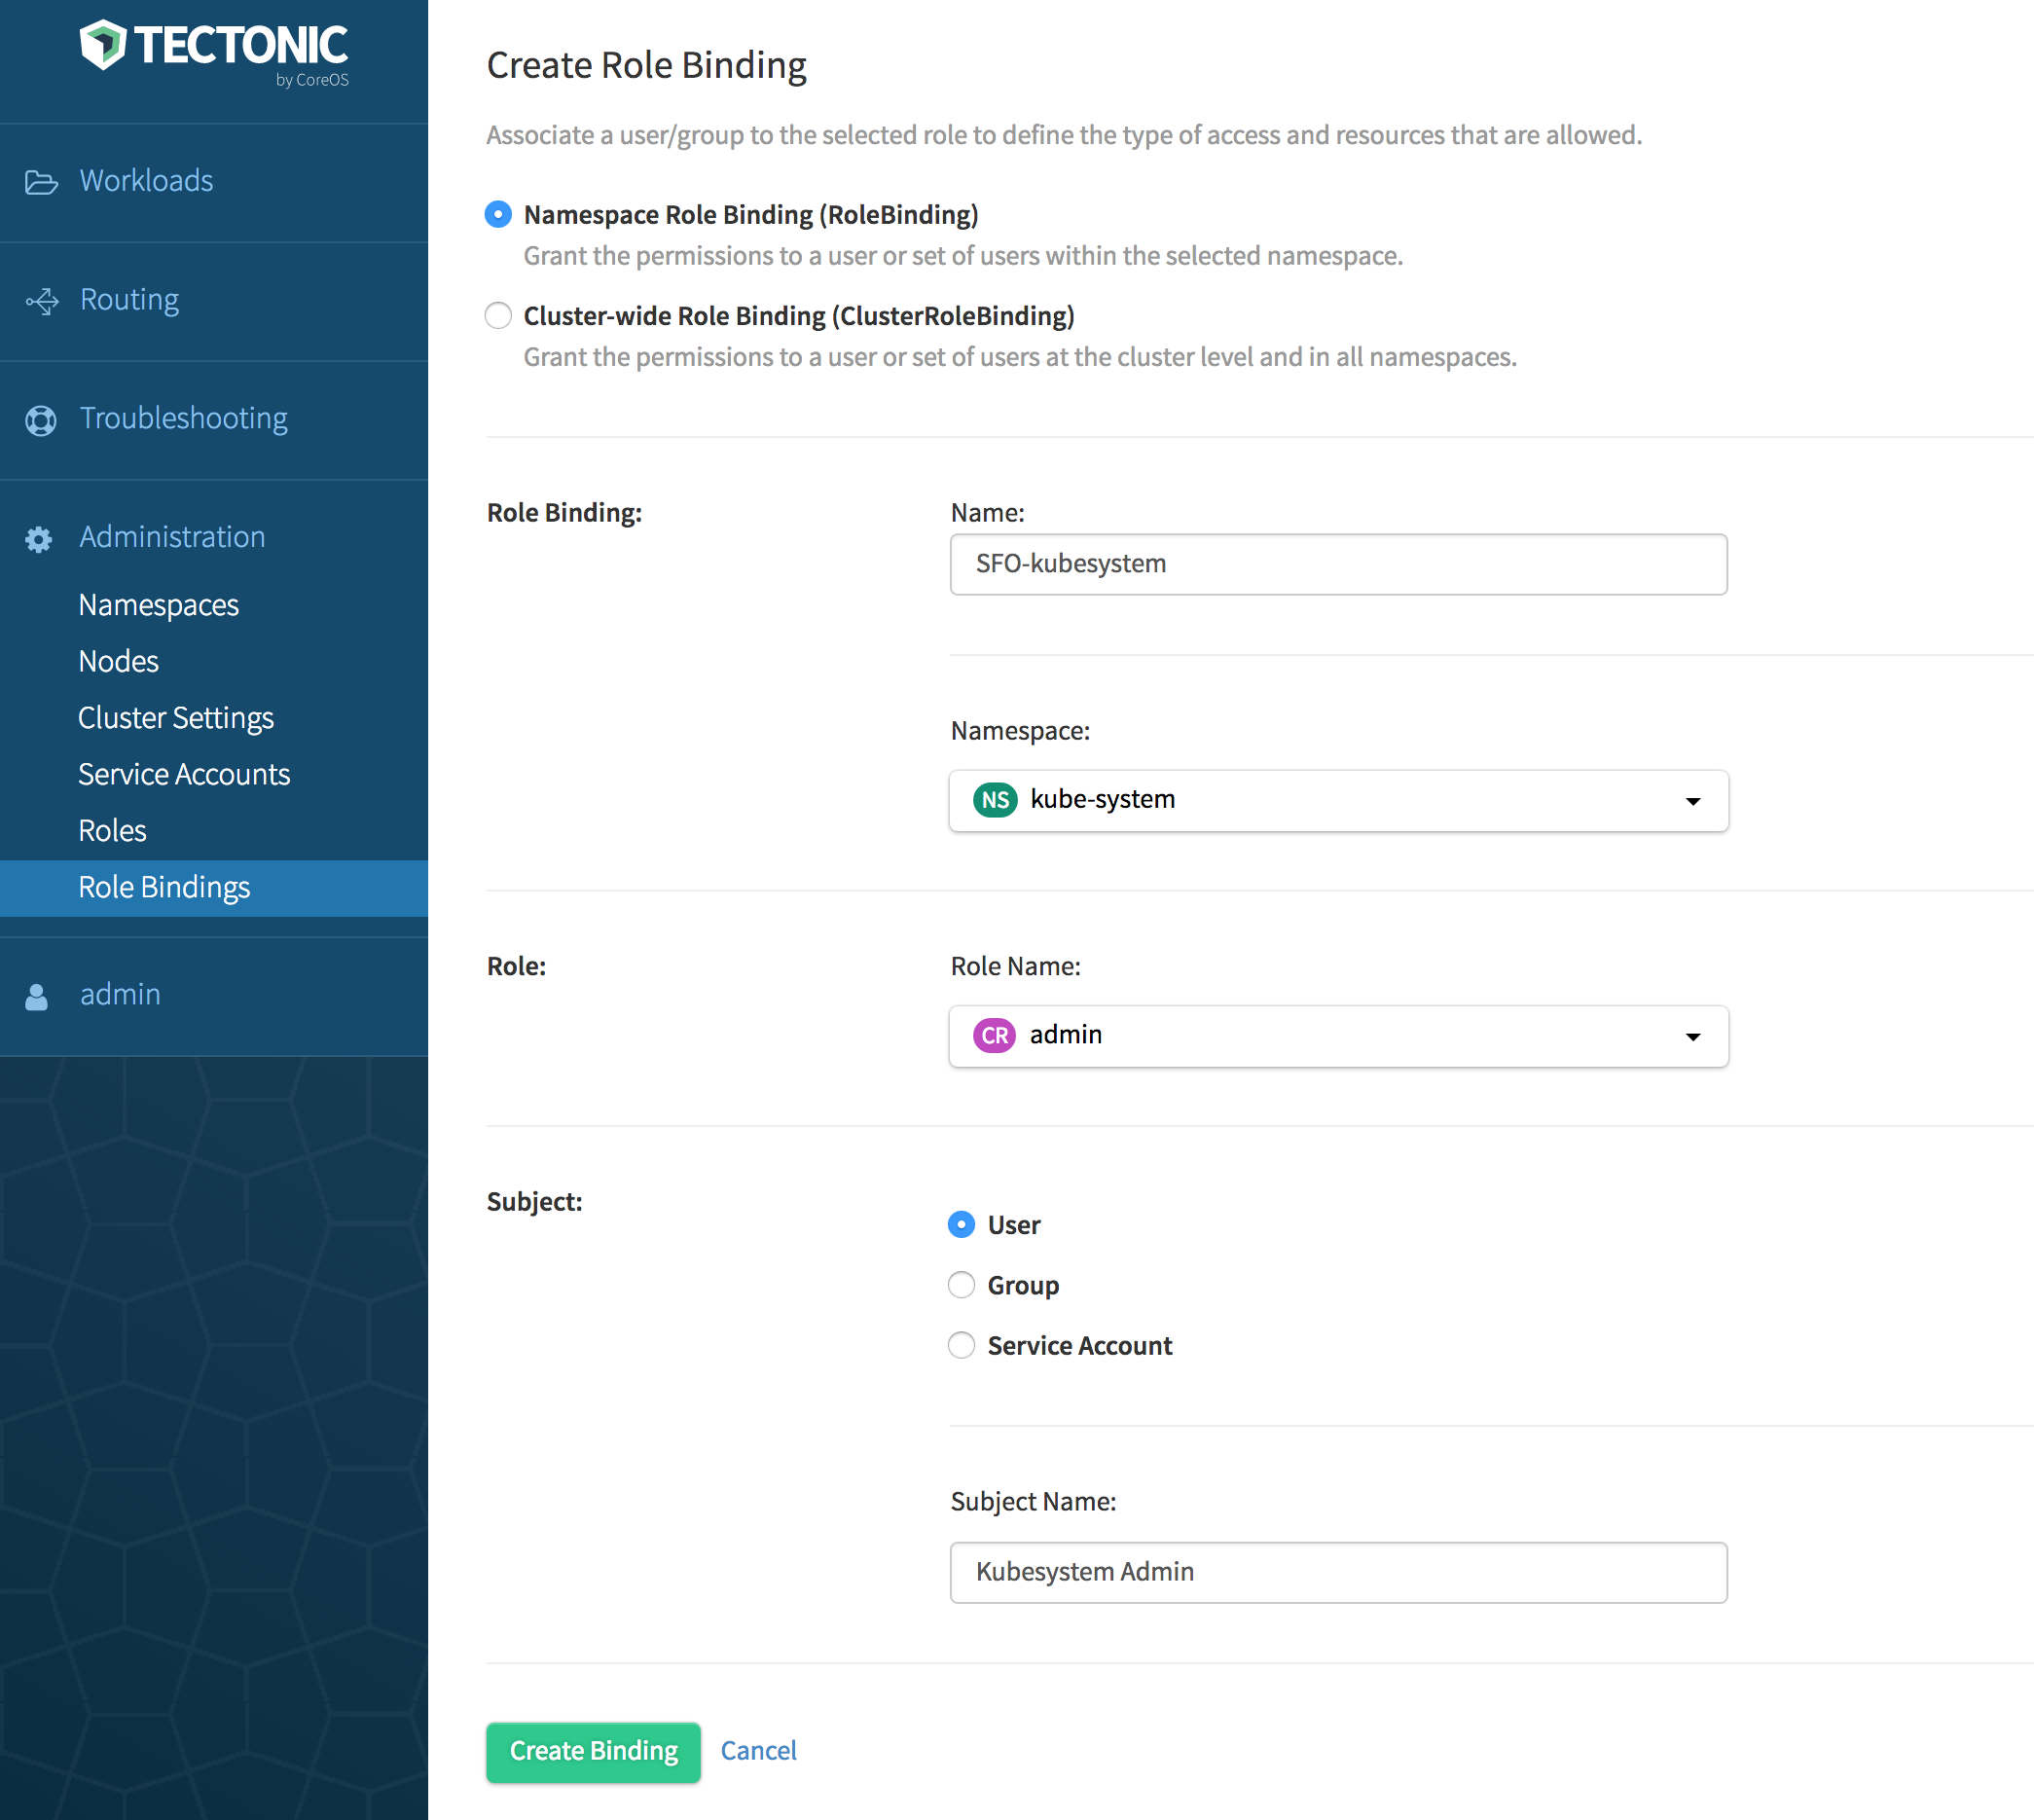 TECTONIC
by CoreOS
Workloads
Routing
Troubleshooting
Administration
Namespaces
Nodes
Cluster Settings
Service Accounts
Roles
Role Bindings
admin
Create Role Binding
Associate a user/group to the selected role to define the type of access and resources that are allowed.
Namespace Role Binding (RoleBinding)
Grant the permissions to a user or set of users within the selected namespace.
Cluster-wide Role Binding (ClusterRoleBinding)
Grant the permissions to a user or set of users at the cluster level and in all namespaces.
Role Binding:
Name:
SFO-kubesystem
Namespace:
NS kube-system
Role:
Role Name:
CR admin
Subject:
User
Group
Service Account
Subject Name:
Kubesystem Admin
Create Binding
Cancel